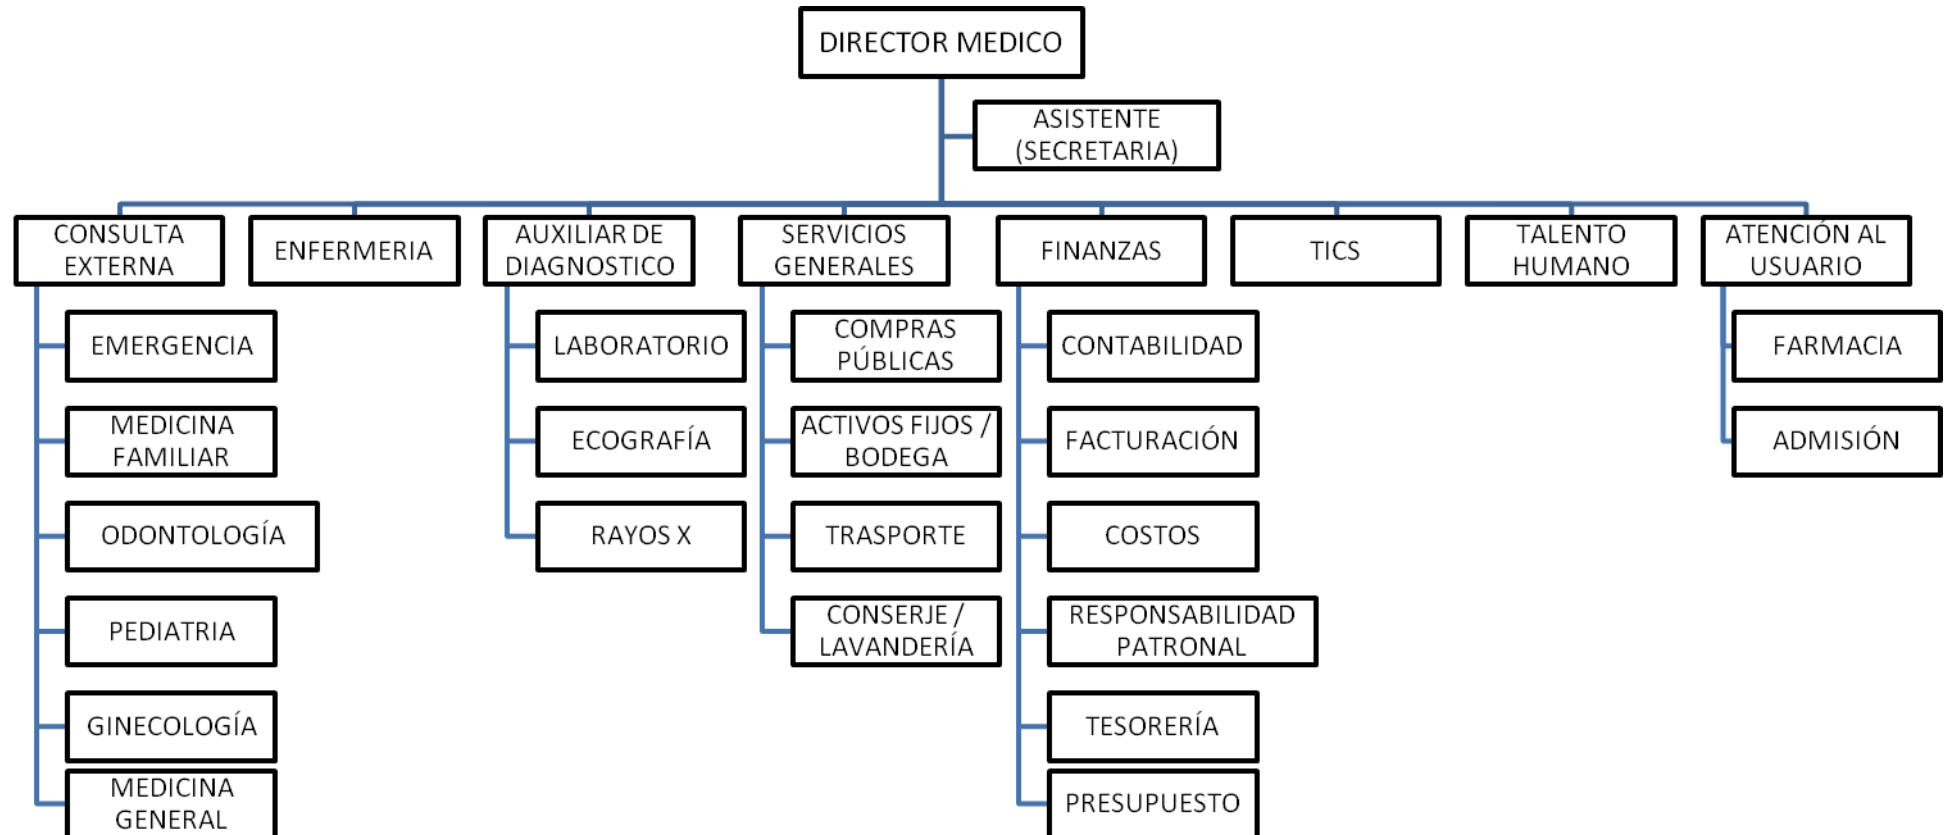 DIRECTOR MEDICO
ASISTENTE
(SECRETARIA)
CONSULTA
EXTERNA
ENFERMERIA
AUXILIAR DE
DIAGNOSTICO
SERVICIOS
GENERALES
FINANZAS
TICS
TALENTO
HUMANO
ATENCIÓN AL
USUARIO
EMERGENCIA
MEDICINA
FAMILIAR
ODONTOLOGÍA
PEDIATRIA
GINECOLOGÍA
MEDICINA
GENERAL
LABORATORIO
ECOGRAFÍA
RAYOS X
COMPRAS
PÚBLICAS
ACTIVOS FIJOS /
BODEGA
TRASPORTE
CONSERJE /
LAVANDERÍA
CONTABILIDAD
FACTURACIÓN
COSTOS
RESPONSABILIDAD
PATRONAL
TESORERÍA
PRESUPUESTO
FARMACIA
ADMISIÓN